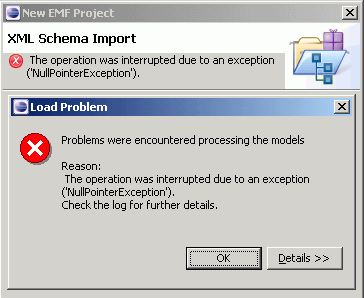 New EMF Project
XML Schema Import
The operation was interrupted due to an exception
('NullPointerException').
Load Problem
Problems were encountered processing the models
Reason:
The operation was interrupted due to an exception
('NullPointerException').
Check the log for further details.
OK
Details >>